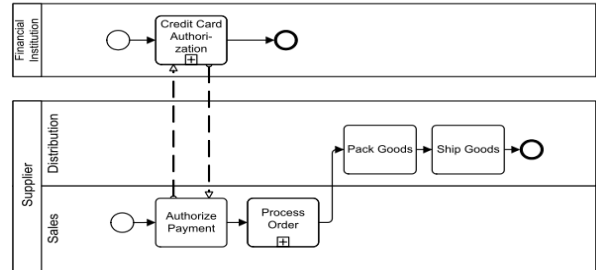 Financial
Institution
Credit Card
Authori-
zation
Supplier
Distribution
Pack Goods
Ship Goods
Sales
Authorize
Payment
Process
Order